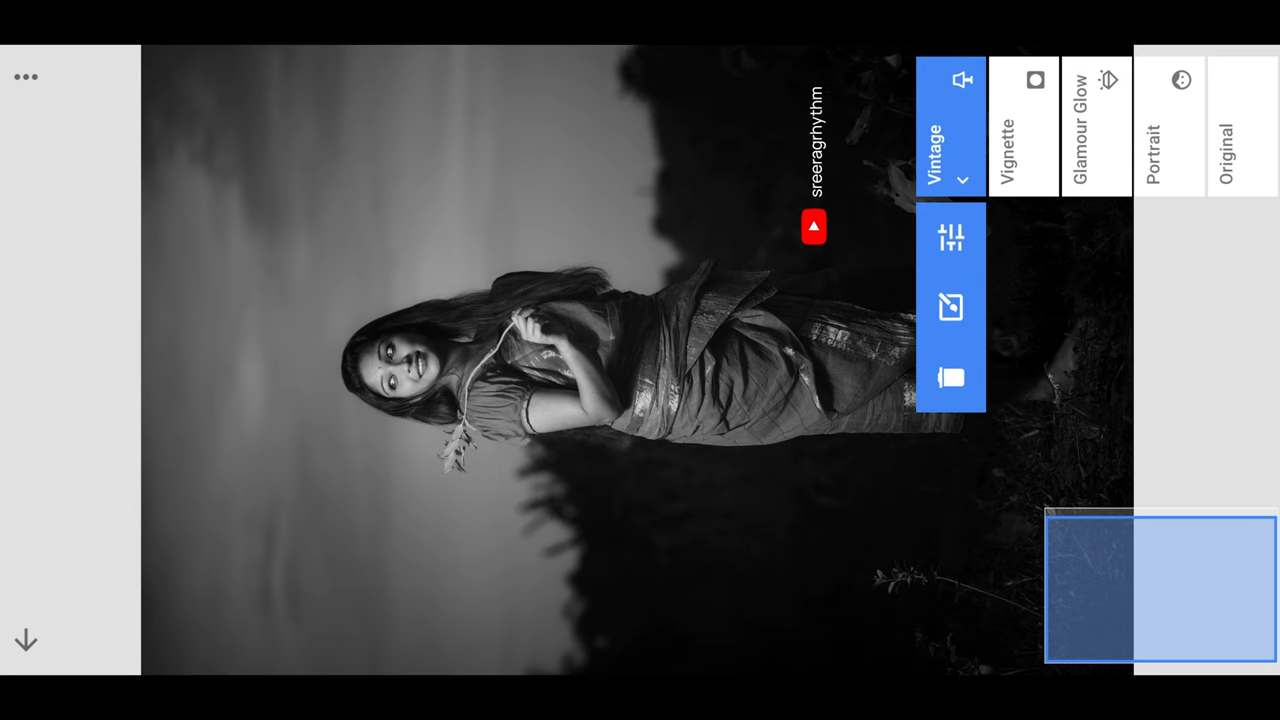 Vintage
Vignette
Glamour Glow
Portrait
Original
sreeragrhythm